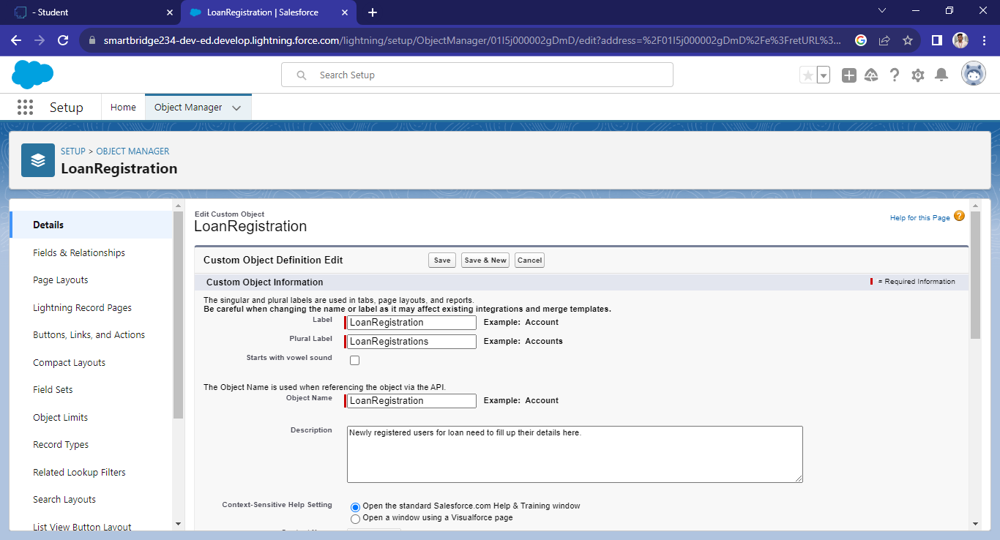 - Student
LoanRegistration | Salesforce
smartbridge234-dev-ed.develop.lightning.force.com/lightning/setup/ObjectManager/01I5j000002gDmD/edit?address=%2F01I5j000002gDmD%2Fe%3FretURL%3...
Search Setup
Setup
Home
Object Manager
SETUP > OBJECT MANAGER
LoanRegistration
Details
Fields & Relationships
Page Layouts
Lightning Record Pages
Buttons, Links, and Actions
Compact Layouts
Field Sets
Object Limits
Record Types
Related Lookup Filters
Search Layouts
List View Button Layout
Edit Custom Object
LoanRegistration
Help for this Page
Custom Object Definition Edit
Save
Save & New
Cancel
Custom Object Information
= Required Information
The singular and plural labels are used in tabs, page layouts, and reports.
Be careful when changing the name or label as it may affect existing integrations and merge templates.
Label LoanRegistration Example: Account
Plural Label LoanRegistrations Example: Accounts
Starts with vowel sound
The Object Name is used when referencing the object via the API.
Object Name LoanRegistration Example: Account
Description Newly registered users for loan need to fill up their details here.
Context-Sensitive Help Setting Open the standard Salesforce.com Help & Training window
Open a window using a Visualforce page